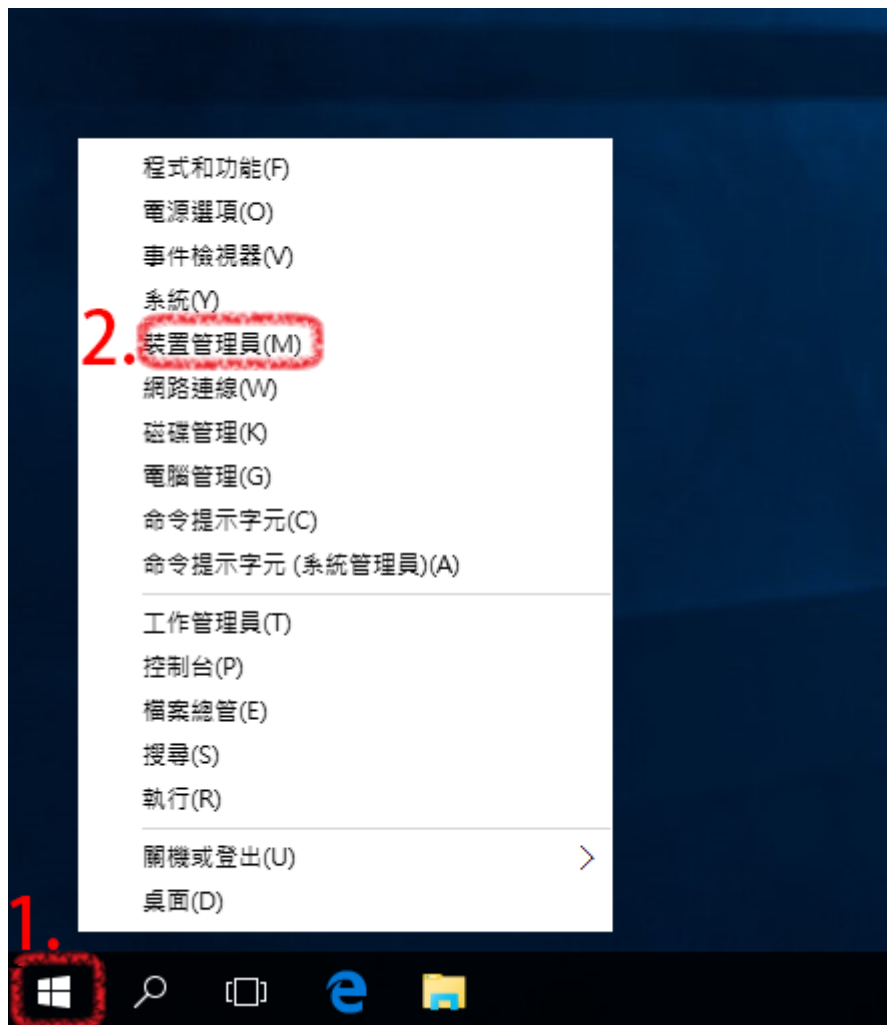 程式和功能(F)
電源選項(O)
事件檢視器(V)
系統(Y)
2.
裝置管理員(M)
網路連線(W)
磁碟管理(K)
電腦管理(G)
命令提示字元(C)
命令提示字元 (系統管理員)(A)
工作管理員(T)
控制台(P)
檔案總管(E)
搜尋(S)
執行(R)
關機或登出(U)
桌面(D)
1.